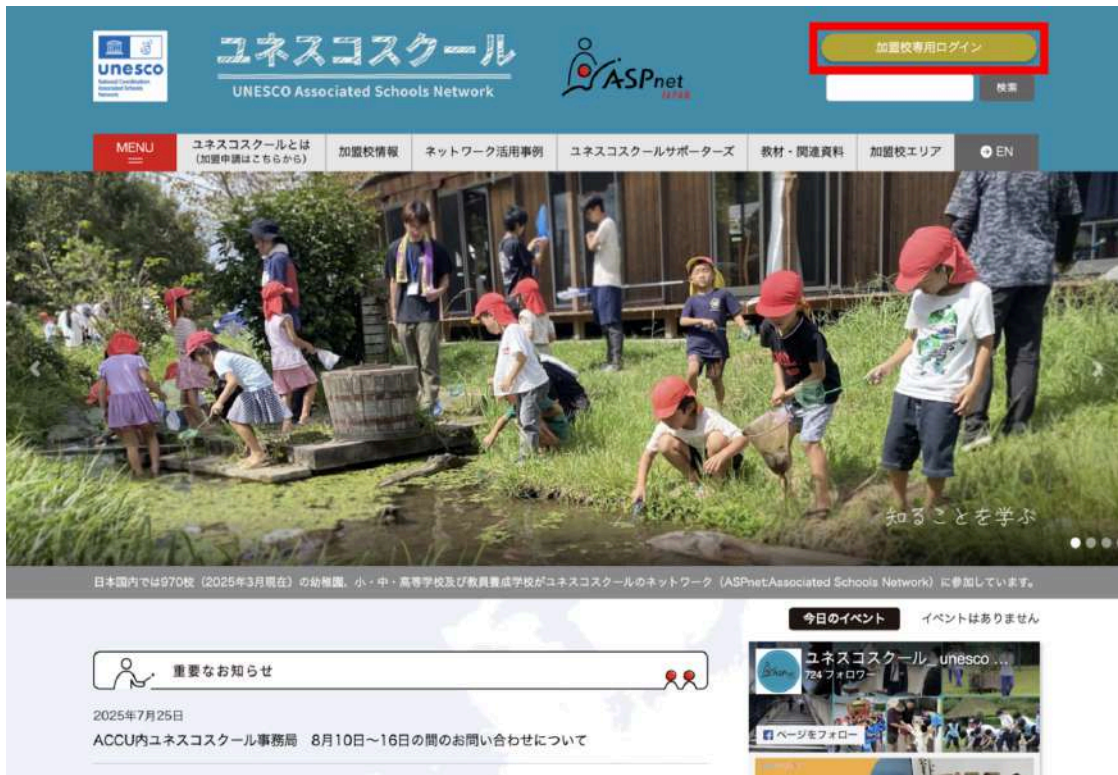 unesco
ユネスコスクール
UNESCO Associated Schools Network
ASPnet
JAPAN
加盟校専用ログイン
検索
MENU
ユネスコスクールとは
(加盟申請はこちらから)
加盟校情報
ネットワーク活用事例
ユネスコスクールサポーターズ
教材・関連資料
加盟校エリア
EN
知ることを学ぶ
日本国内では970校（2025年3月現在）の幼稚園、小・中・高等学校及び教員養成学校がユネスコスクールのネットワーク（ASPnet:Associated Schools Network）に参加しています。
今日のイベント
イベントはありません
重要なお知らせ
2025年7月25日
ACCU内ユネスコスクール事務局　8月10日～16日の間のお問い合わせについて
ユネスコスクール unesco ...
724 フォロワー
ページをフォロー